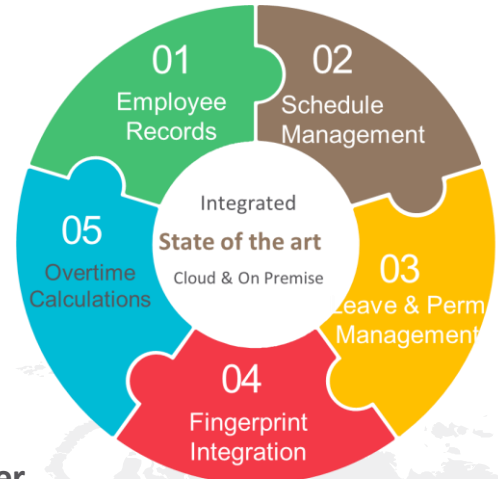 01
Employee
Records
02
Schedule
Management
03
Leave & Perm
Management
04
Fingerprint
Integration
05
Overtime
Calculations
Integrated
State of the art
Cloud & On Premise
er